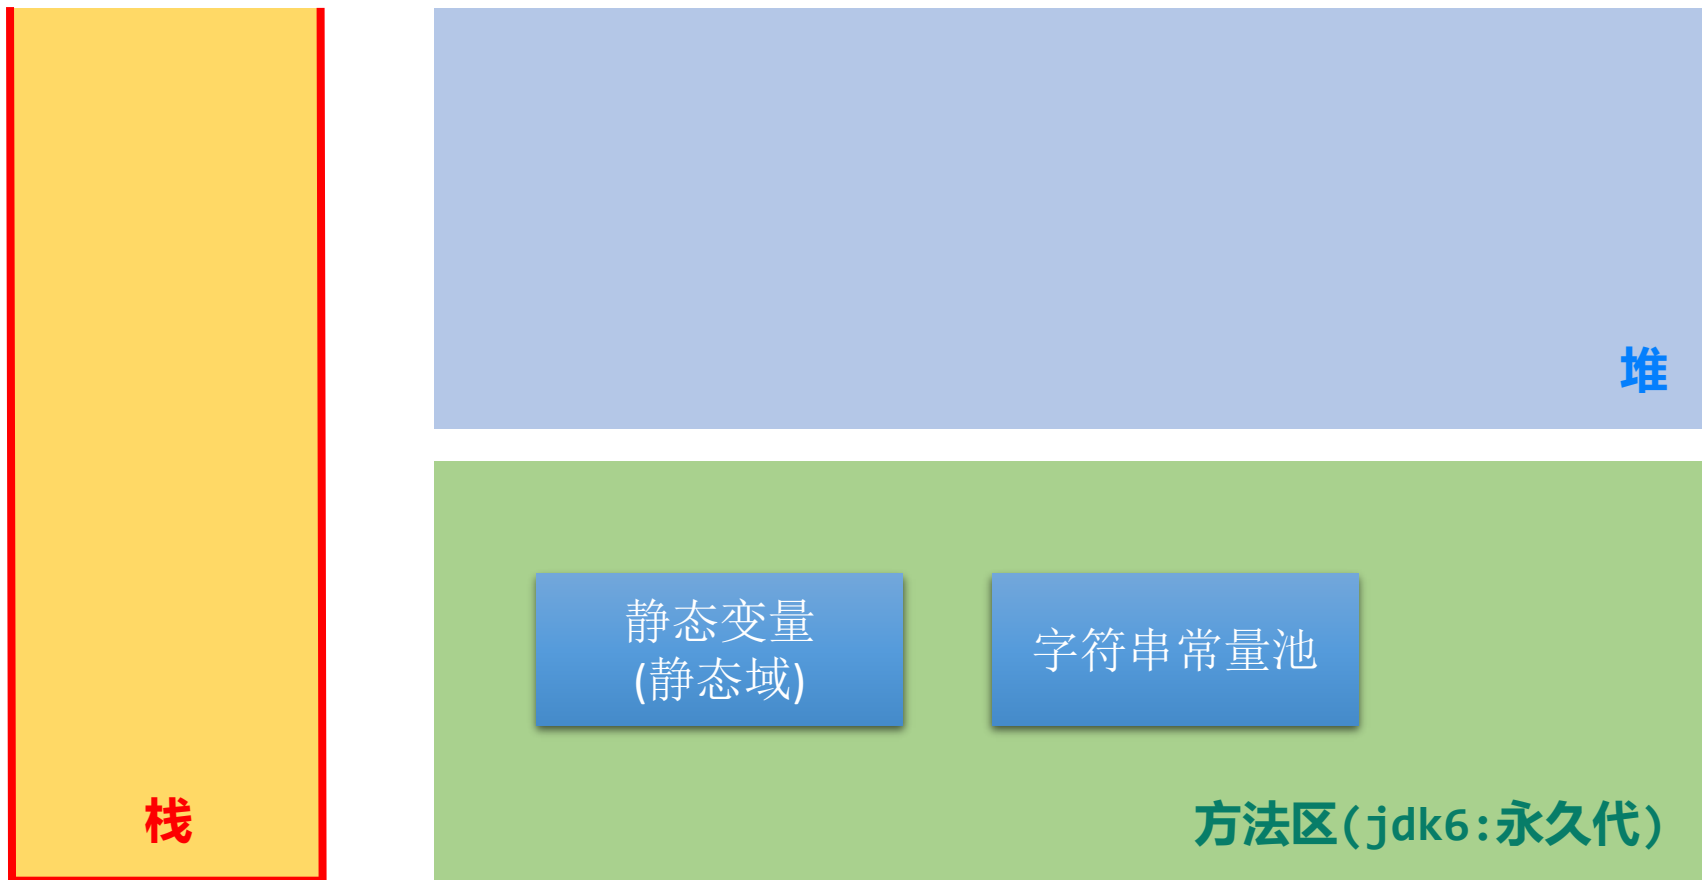 堆
静态变量
(静态域)
字符串常量池
栈
方法区(jdk6:永久代)